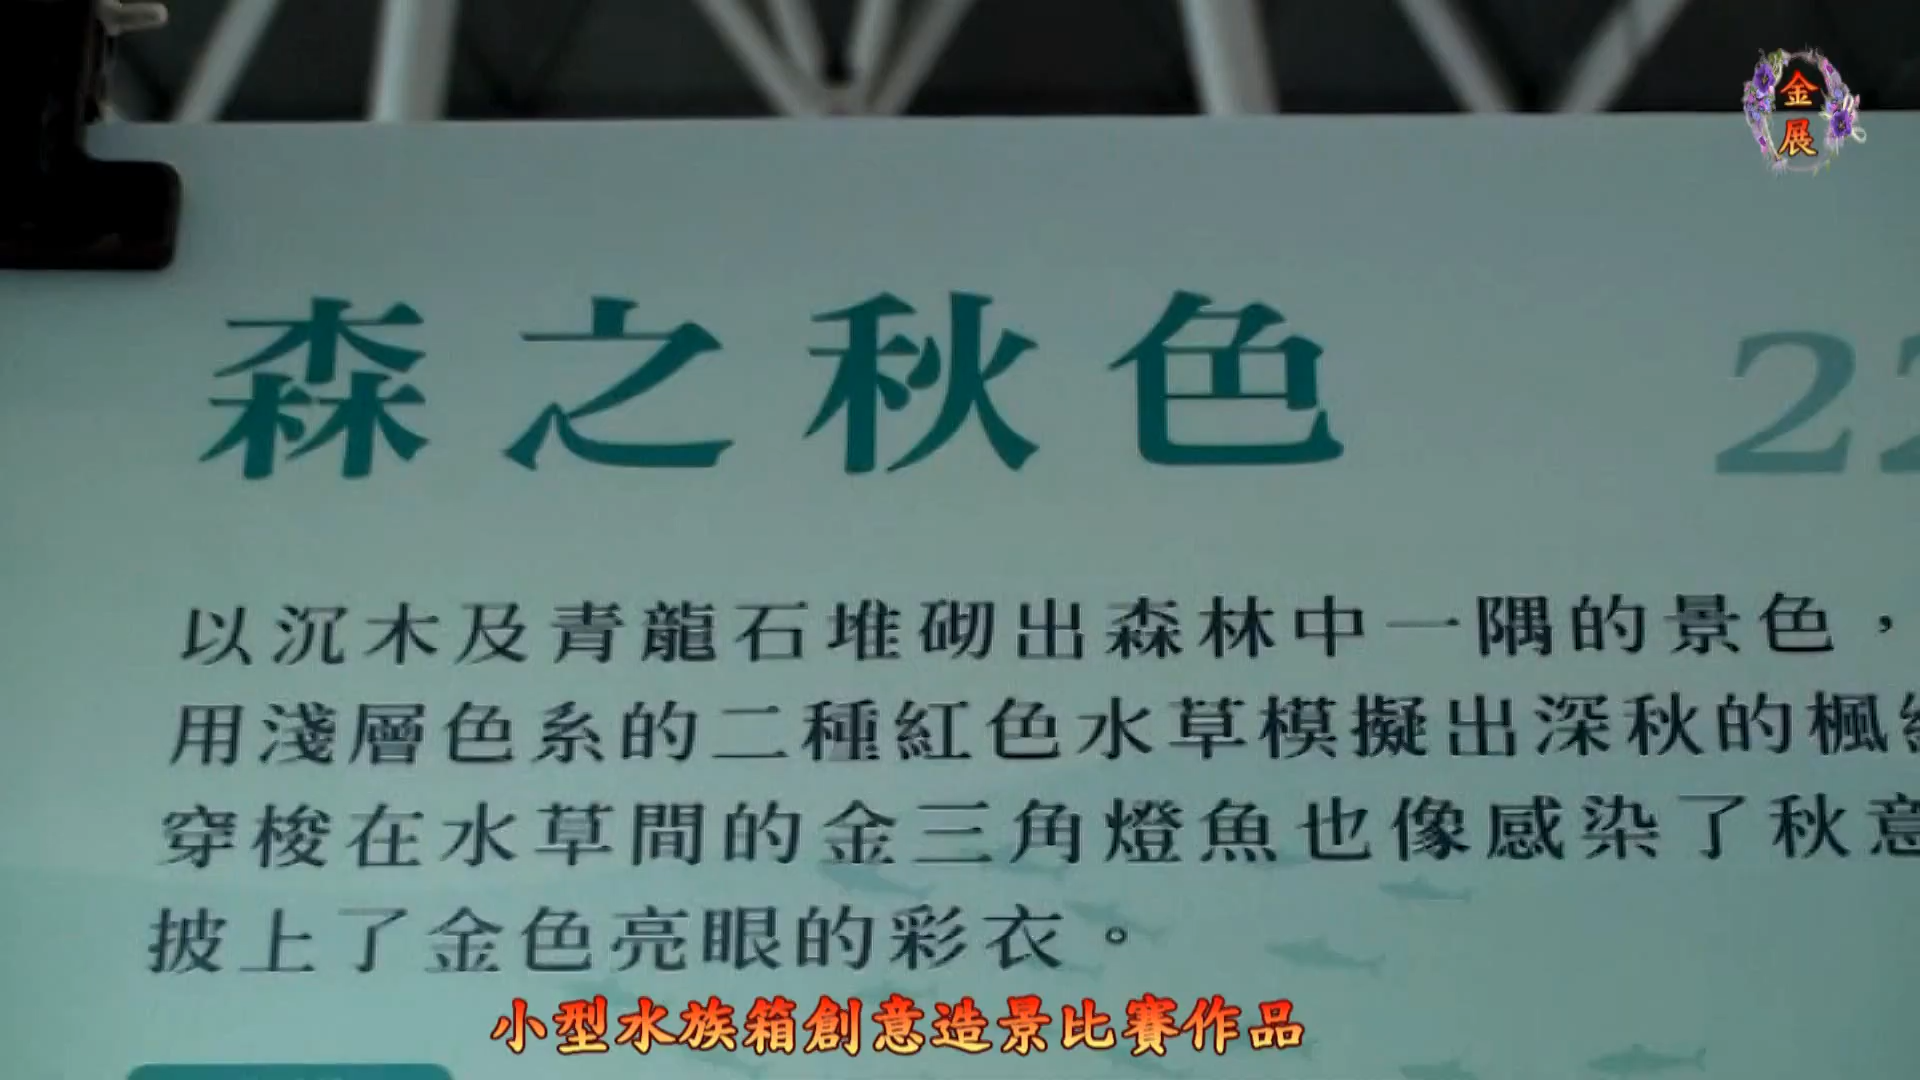 金
展
森之秋色 22
以沉木及青龍石堆砌出森林中一隅的景色，
用淺層色系的二種紅色水草模擬出深秋的楓
穿梭在水草間的金三角燈魚也像感染了秋意
披上了金色亮眼的彩衣。
小型水族箱創意造景比賽作品